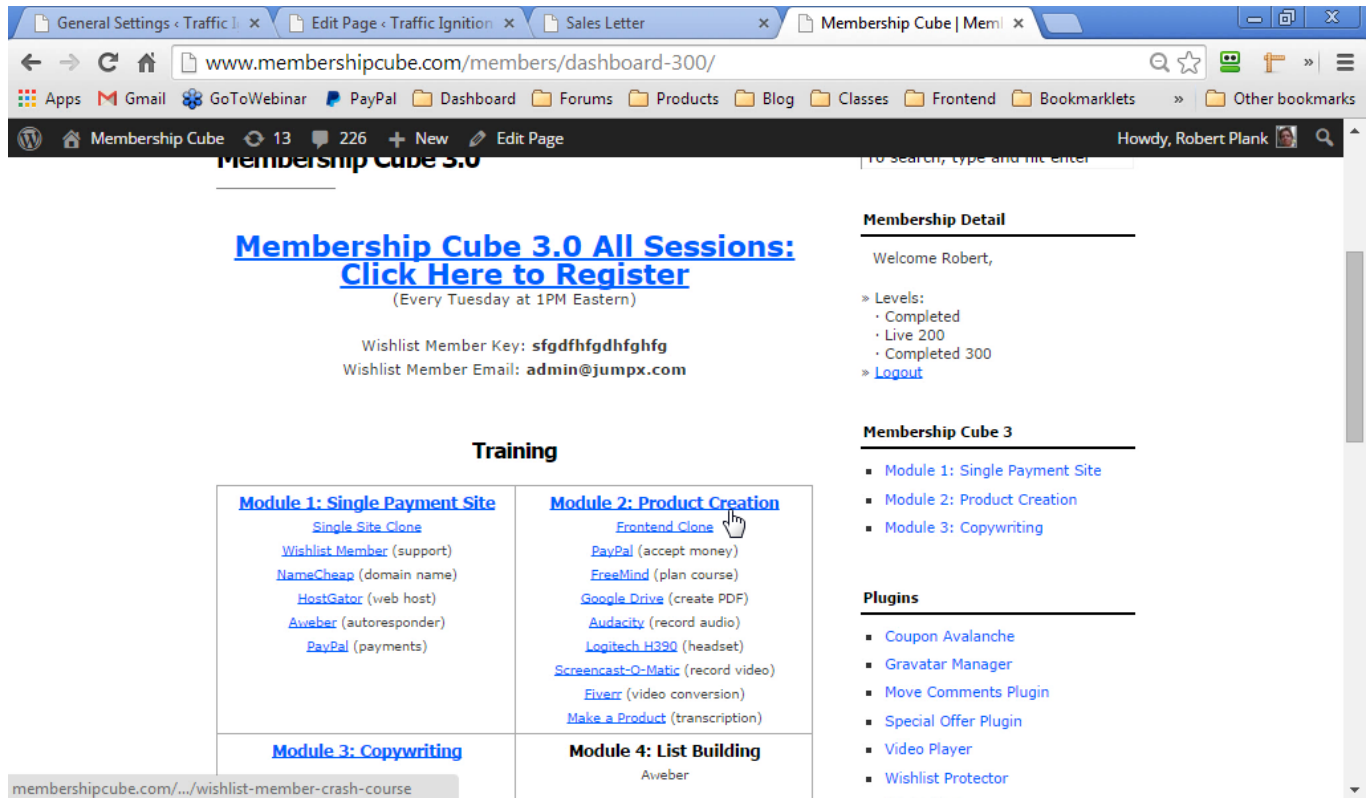 General Settings ‹ Traffic I
Edit Page ‹ Traffic Ignition
Sales Letter
Membership Cube | Mem
www.membershipcube.com/members/dashboard-300/
Apps Gmail GoToWebinar PayPal Dashboard Forums Products Blog Classes Frontend Bookmarklets » Other bookmarks
Membership Cube 13 226 + New Edit Page Howdy, Robert Plank
Membership Cube 3.0
Membership Cube 3.0 All Sessions:
Click Here to Register
(Every Tuesday at 1PM Eastern)
Wishlist Member Key: sfgdfhfgdhfghfg
Wishlist Member Email: admin@jumpx.com
Training
Module 1: Single Payment Site
Single Site Clone
Wishlist Member (support)
NameCheap (domain name)
HostGator (web host)
Aweber (autoresponder)
PayPal (payments)
Module 2: Product Creation
Frontend Clone
PayPal (accept money)
FreeMind (plan course)
Google Drive (create PDF)
Audacity (record audio)
Logitech H390 (headset)
Screencast-O-Matic (record video)
Fiverr (video conversion)
Make a Product (transcription)
Module 3: Copywriting
Module 4: List Building
Aweber
To search, type and hit enter
Membership Detail
Welcome Robert,
» Levels:
· Completed
· Live 200
· Completed 300
» Logout
Membership Cube 3
Module 1: Single Payment Site
Module 2: Product Creation
Module 3: Copywriting
Plugins
Coupon Avalanche
Gravatar Manager
Move Comments Plugin
Special Offer Plugin
Video Player
Wishlist Protector
membershipcube.com/.../wishlist-member-crash-course